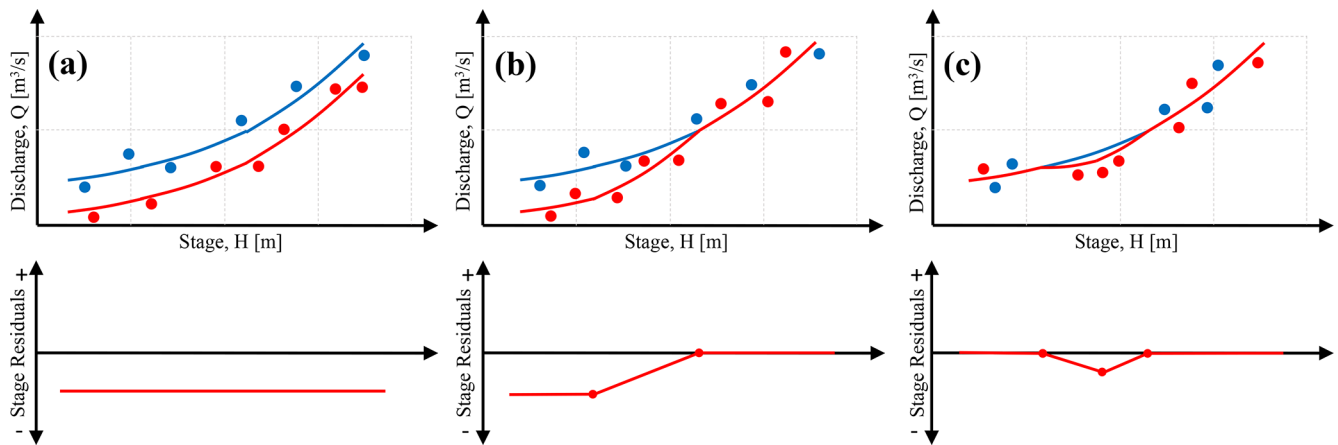 (a)
Discharge, Q [m³/s]
Stage, H [m]
(b)
Discharge, Q [m³/s]
Stage, H [m]
(c)
Discharge, Q [m³/s]
Stage, H [m]
+
Stage Residuals
-
+
Stage Residuals
-
+
Stage Residuals
-